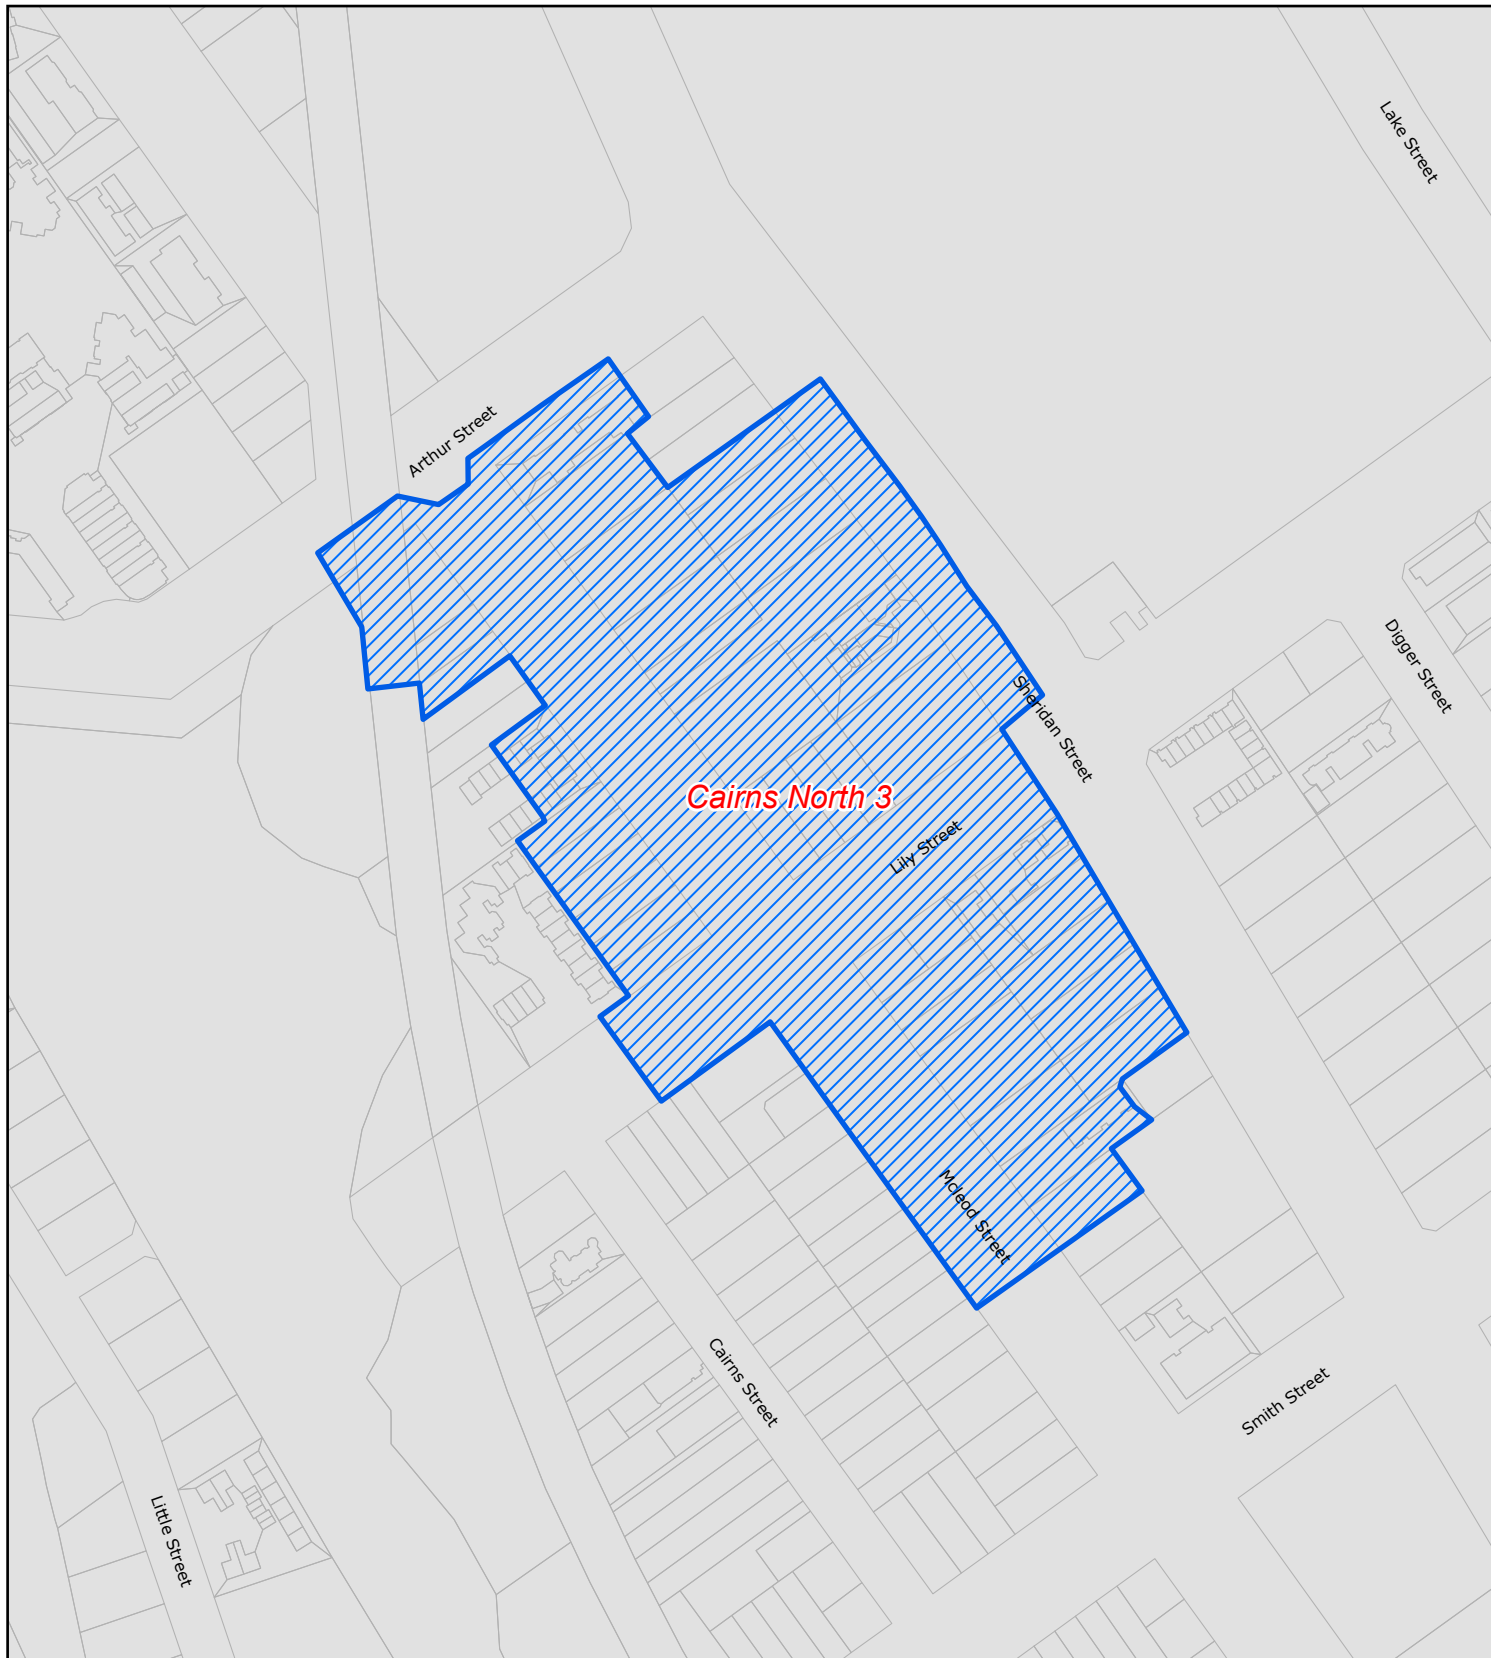 Lake Street
Arthur Street
Digger Street
Sheridan Street
Cairns North 3
Lily Street
Mcleod Street
Cairns Street
Smith Street
Little Street